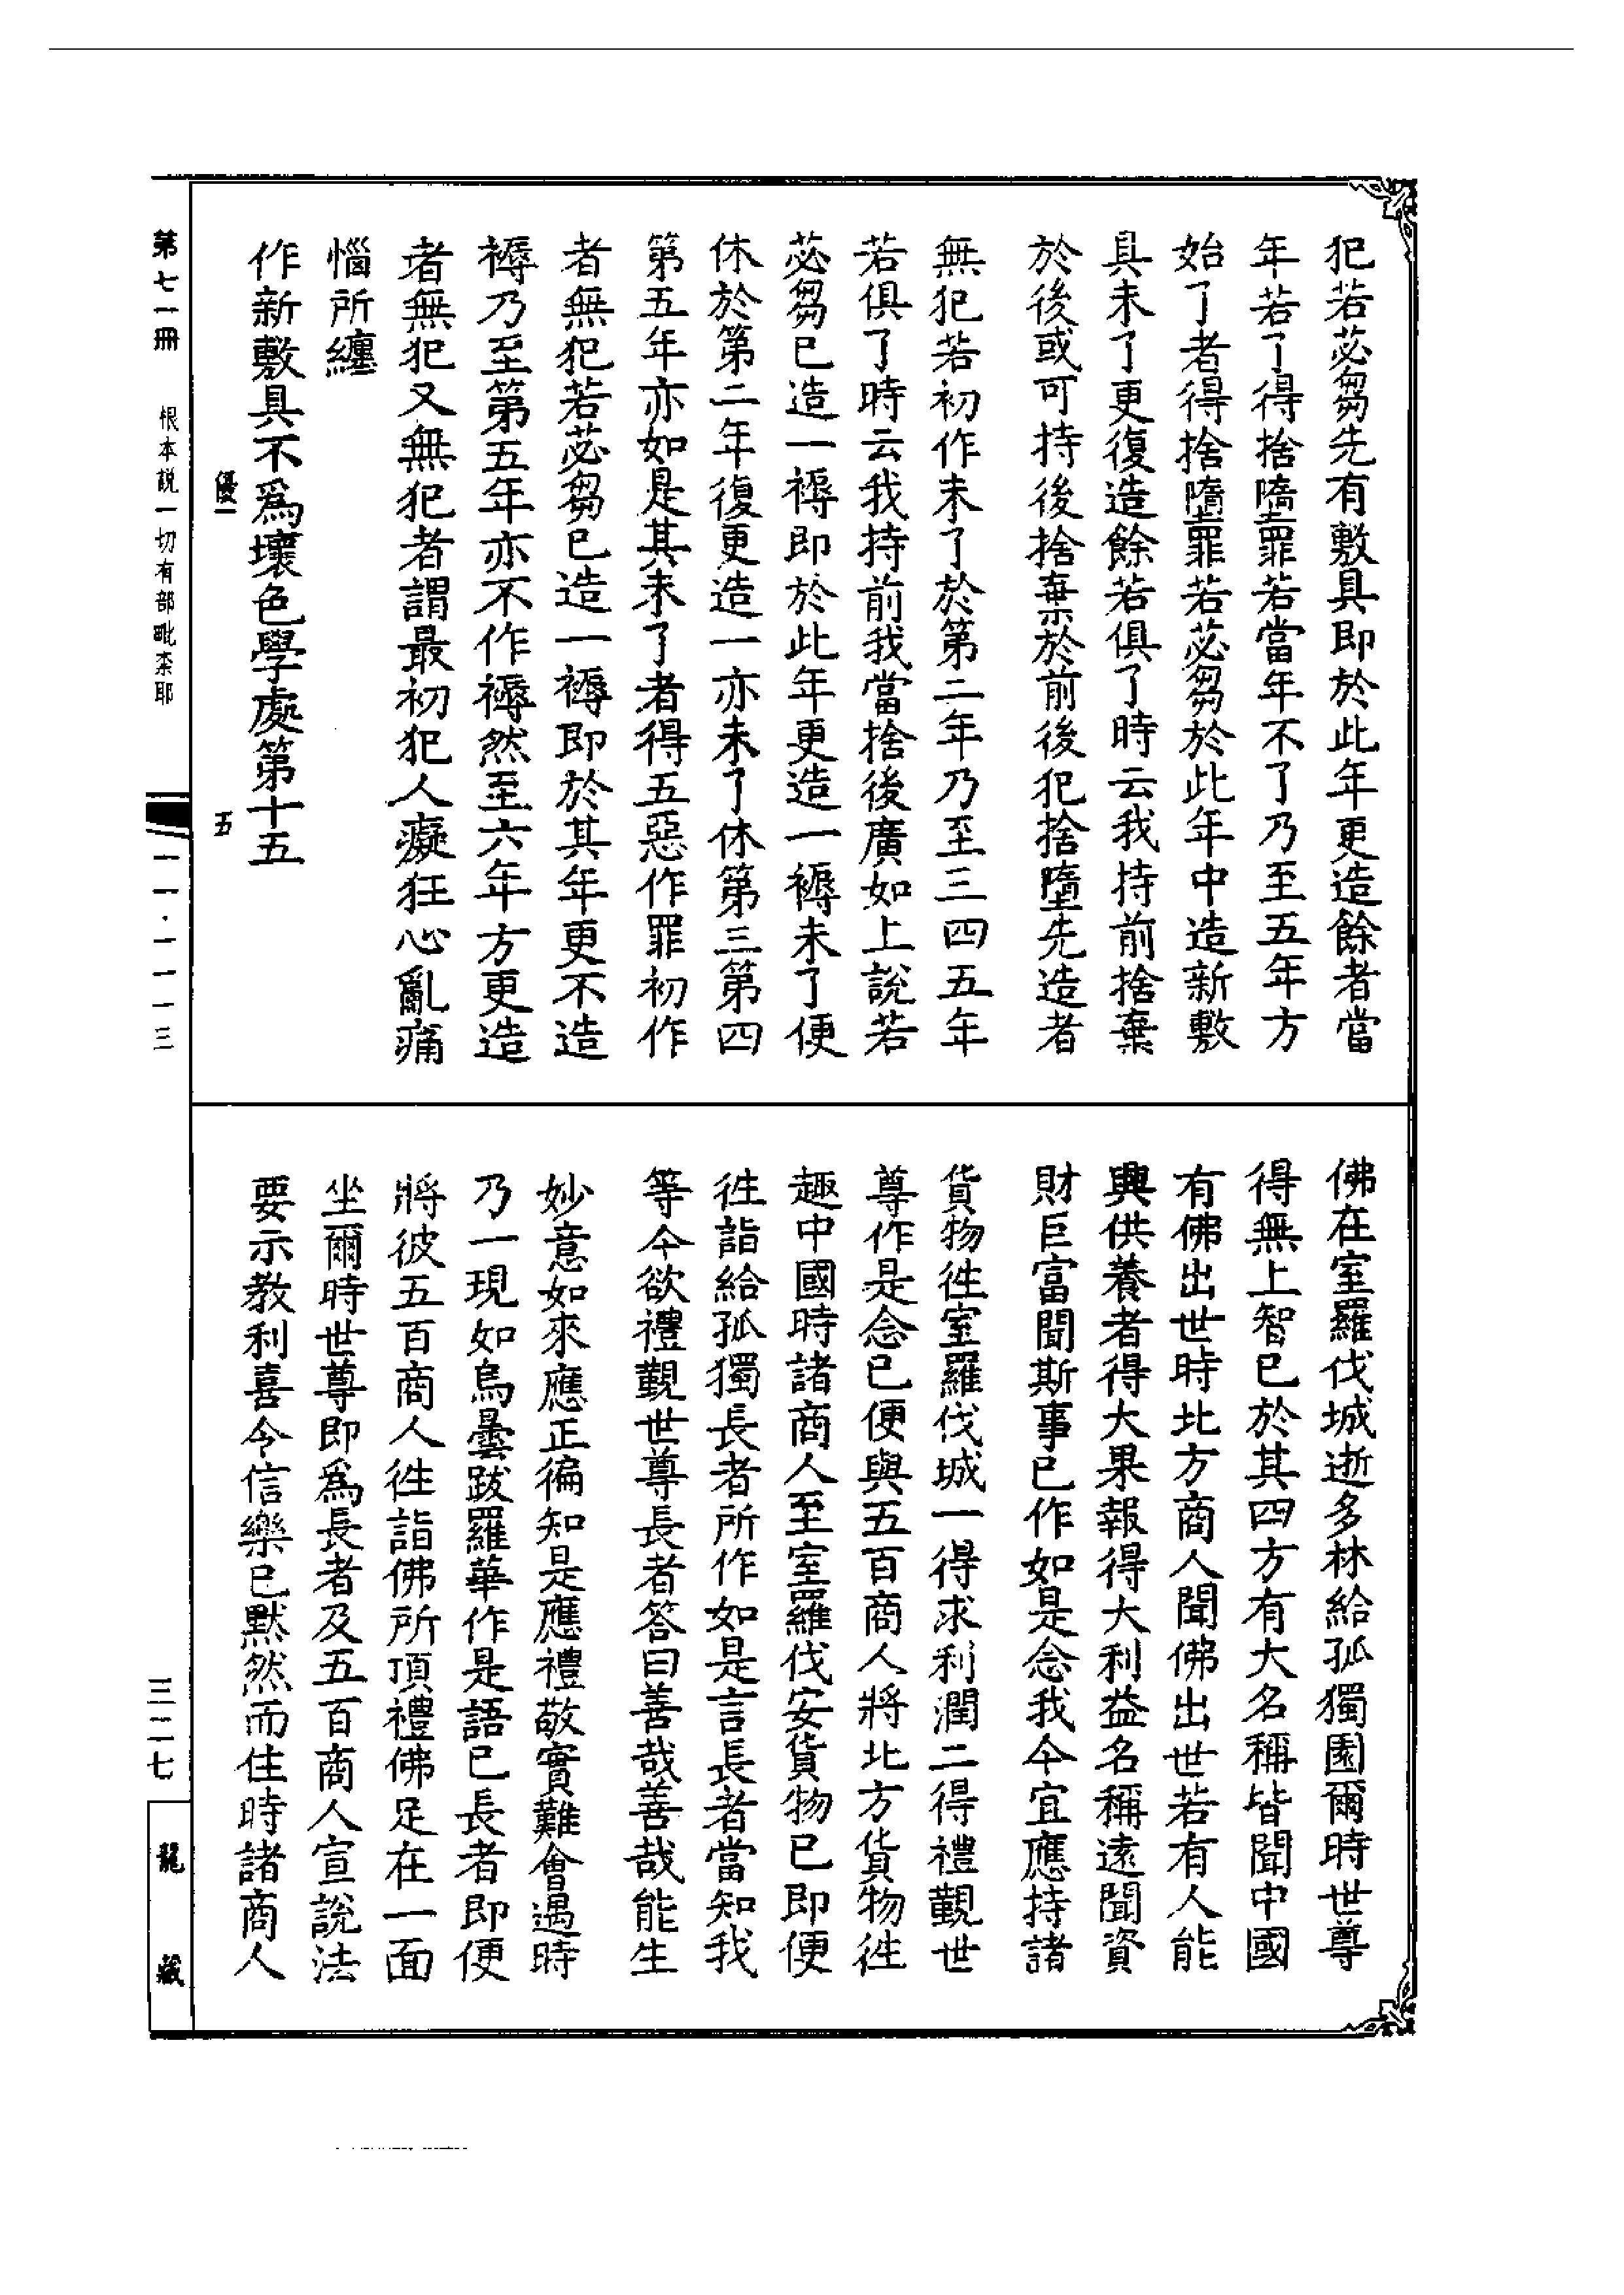 犯若苾芻先有敷具即於此年更造餘者當
年若了得捨墮罪若當年不了乃至五年方
始了者得捨墮罪若苾芻於此年中造新敷
具未了更復造餘若俱了時云我持前捨棄
於後或可持後捨棄於前後犯捨墮先造者
無犯若初作未了於第二年乃至三四五年
若俱了時云我持前我當捨後廣如上說若
苾芻已造一褥即於此年更造一褥未了便
休於第二年復更造一亦未了休第三第四
第五年亦如是其未了者得五惡作罪初作
者無犯若苾芻已造一褥即於其年更不造
褥乃至第五年亦不作褥然至六年方更造
者無犯又無犯者謂最初犯人癡狂心亂痛
惱所纏
作新敷具不爲壞色學處第十五
優一 五
佛在室羅伐城逝多林給孤獨園爾時世尊
得無上智已於其四方有大名稱皆聞中國
有佛出世時北方商人聞佛出世若有人能
興供養者得大果報得大利益名稱遠聞資
財巨富聞斯事已作如是念我今宜應持諸
貨物往室羅伐城一得求利潤二得禮覲世
尊作是念已便與五百商人將北方貨物往
趣中國時諸商人至室羅伐安貨物已即便
往詣給孤獨長者所作如是言長者當知我
等今欲禮覲世尊長者答曰善哉善哉能生
妙意如來應正徧知是應禮敬實難會遇時
乃一現如烏曇跋羅華作是語已長者即便
將彼五百商人往詣佛所頂禮佛足在一面
坐爾時世尊即爲長者及五百商人宣說法
要示教利喜令信樂已默然而住時諸商人
第七一冊 根本説一切有部毗奈耶 一一·一一一三 三二七 龍藏